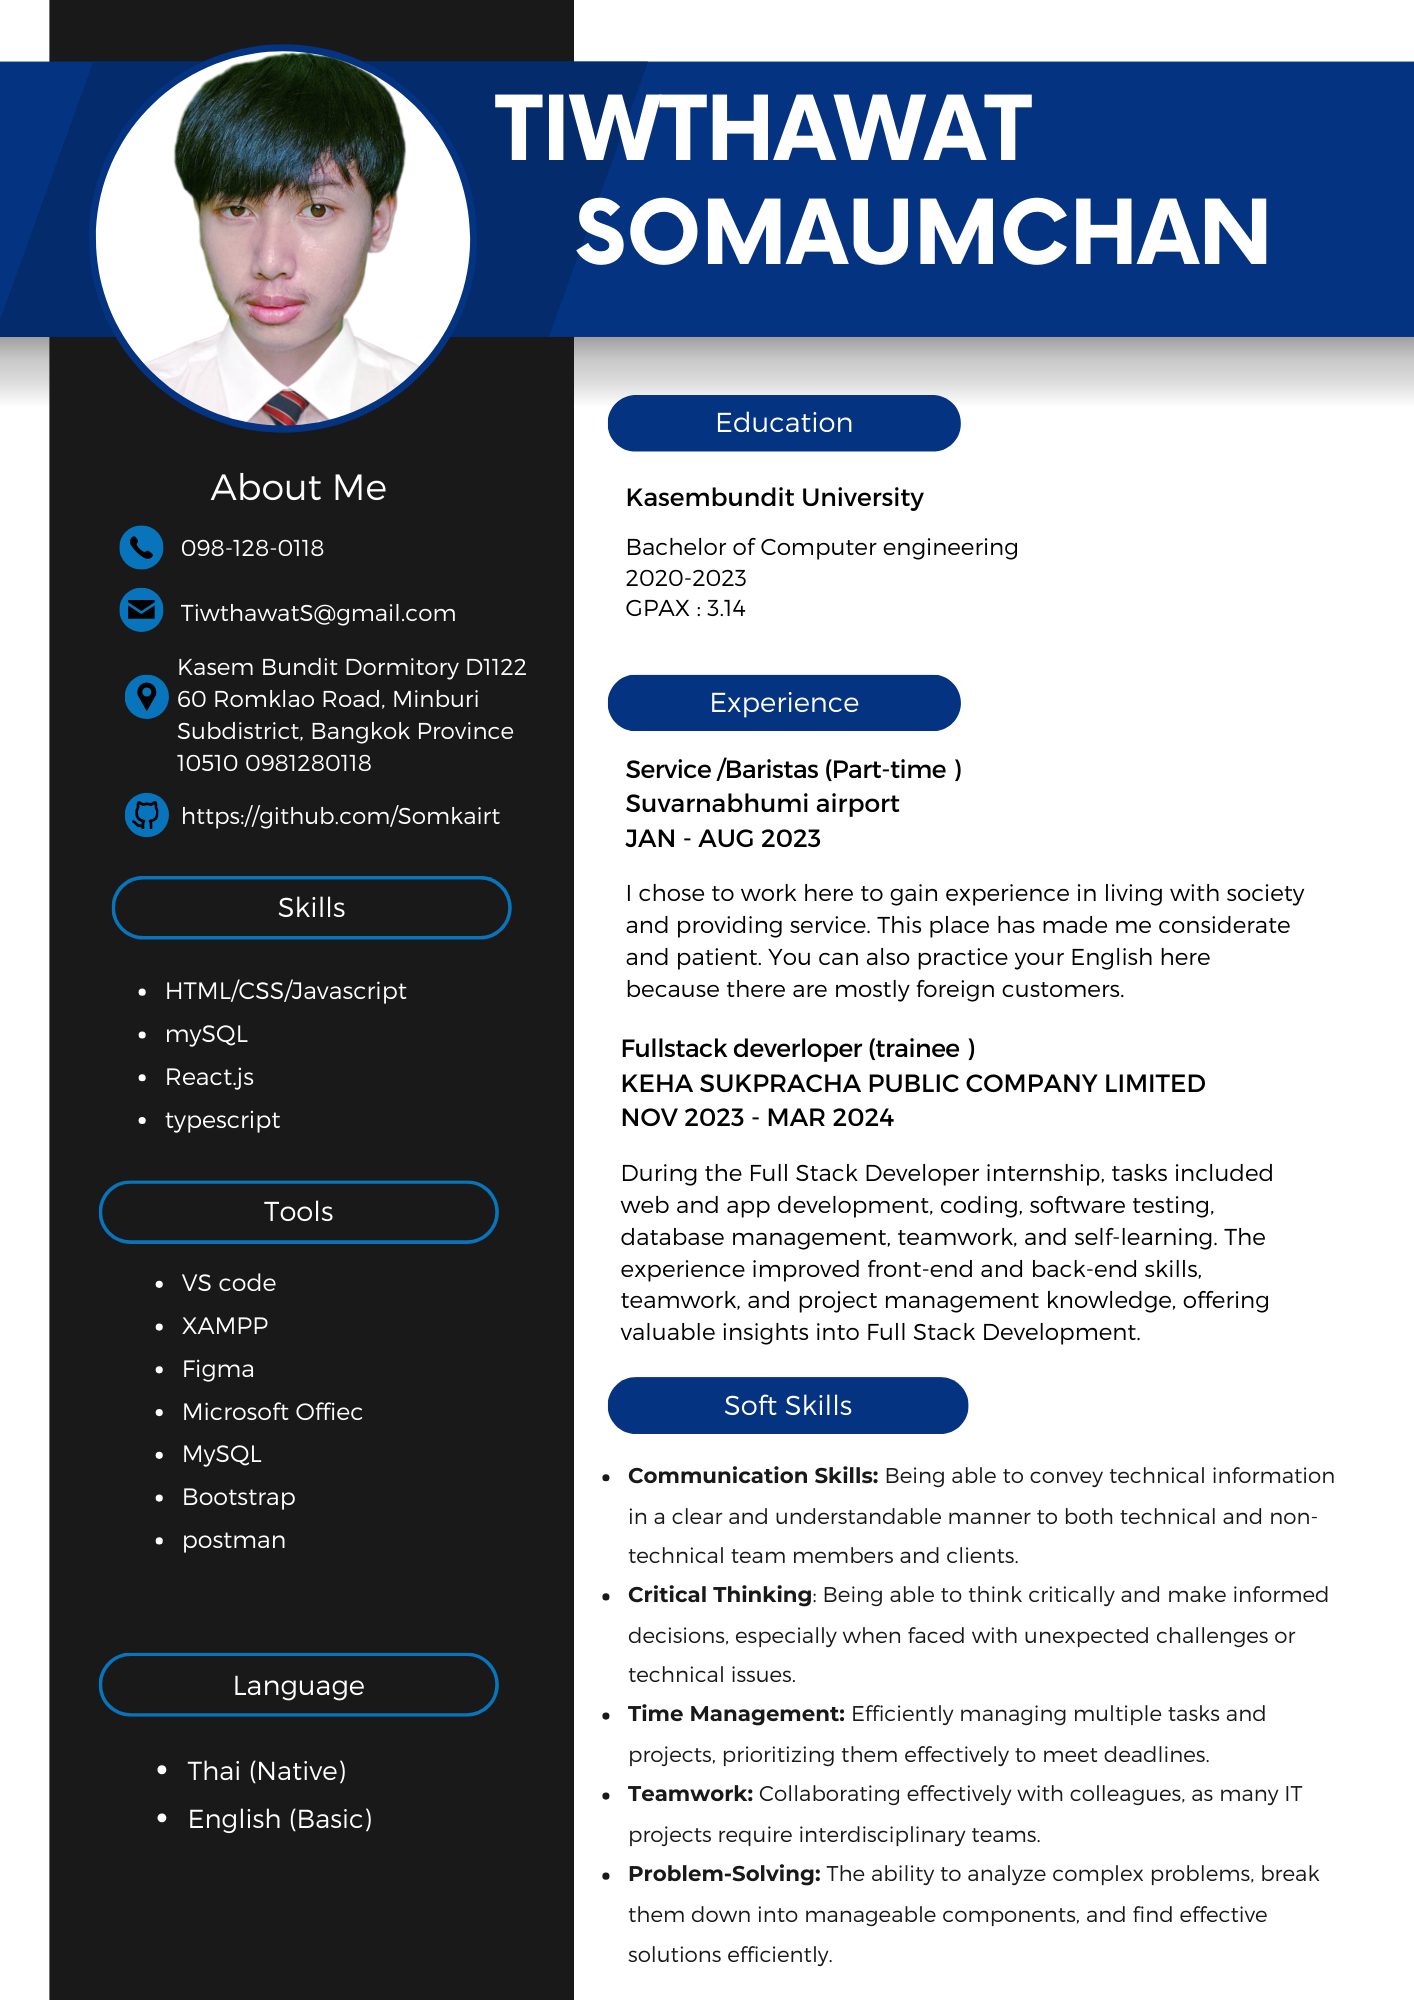 TIWTHAWAT
SOMAUMCHAN
About Me
098-128-0118
TiwthawatS@gmail.com
Kasem Bundit Dormitory D1122
60 Romklao Road, Minburi
Subdistrict, Bangkok Province
10510 0981280118
https://github.com/Somkairt
Skills
• HTML/CSS/Javascript
• mySQL
• React.js
• typescript
Tools
• VS code
• XAMPP
• Figma
• Microsoft Offiec
• MySQL
• Bootstrap
• postman
Language
• Thai (Native)
• English (Basic)
Education
Kasembundit University
Bachelor of Computer engineering
2020-2023
GPAX : 3.14
Experience
Service /Baristas (Part-time )
Suvarnabhumi airport
JAN - AUG 2023
I chose to work here to gain experience in living with society
and providing service. This place has made me considerate
and patient. You can also practice your English here
because there are mostly foreign customers.
Fullstack deverloper (trainee )
KEHA SUKPRACHA PUBLIC COMPANY LIMITED
NOV 2023 - MAR 2024
During the Full Stack Developer internship, tasks included
web and app development, coding, software testing,
database management, teamwork, and self-learning. The
experience improved front-end and back-end skills,
teamwork, and project management knowledge, offering
valuable insights into Full Stack Development.
Soft Skills
• Communication Skills: Being able to convey technical information
in a clear and understandable manner to both technical and non-
technical team members and clients.
• Critical Thinking: Being able to think critically and make informed
decisions, especially when faced with unexpected challenges or
technical issues.
• Time Management: Efficiently managing multiple tasks and
projects, prioritizing them effectively to meet deadlines.
• Teamwork: Collaborating effectively with colleagues, as many IT
projects require interdisciplinary teams.
• Problem-Solving: The ability to analyze complex problems, break
them down into manageable components, and find effective
solutions efficiently.